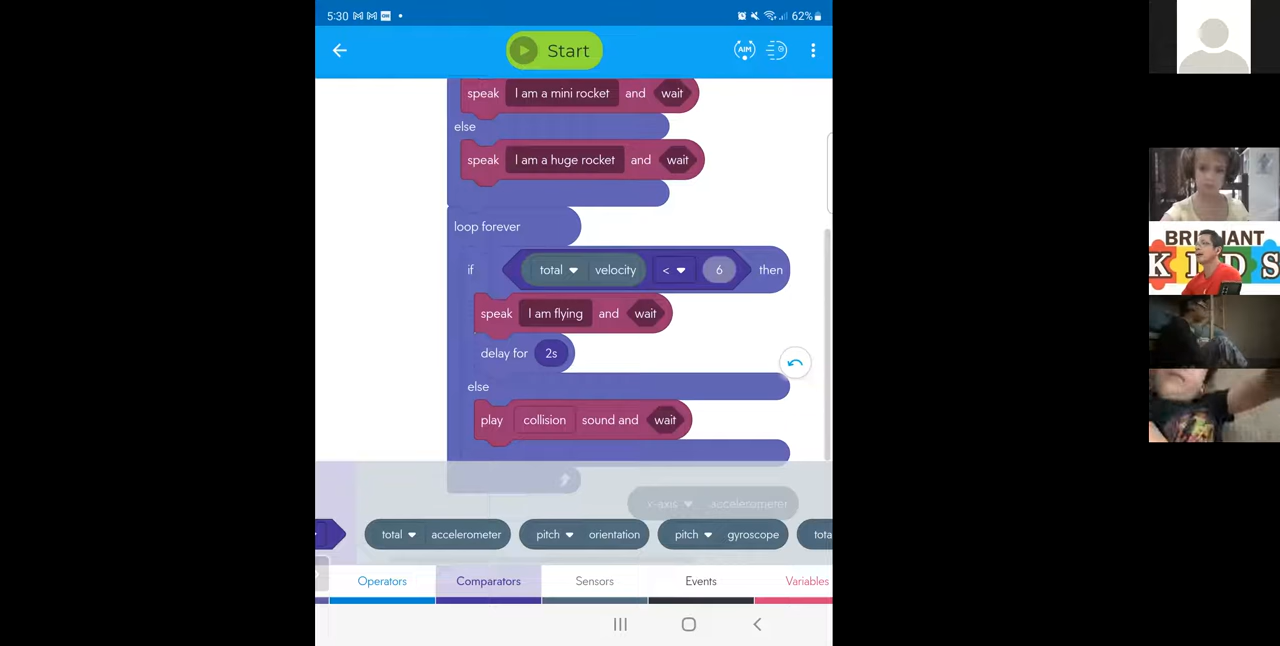 5:30 62%
Start
AIM
speak I am a mini rocket and wait
else
speak I am a huge rocket and wait
loop forever
if total velocity < 6 then
speak I am flying and wait
delay for 2s
else
play collision sound and wait
x-axis accelerometer
total accelerometer pitch orientation pitch gyroscope tota
Operators Comparators Sensors Events Variables
BRILLIANT
KIDS